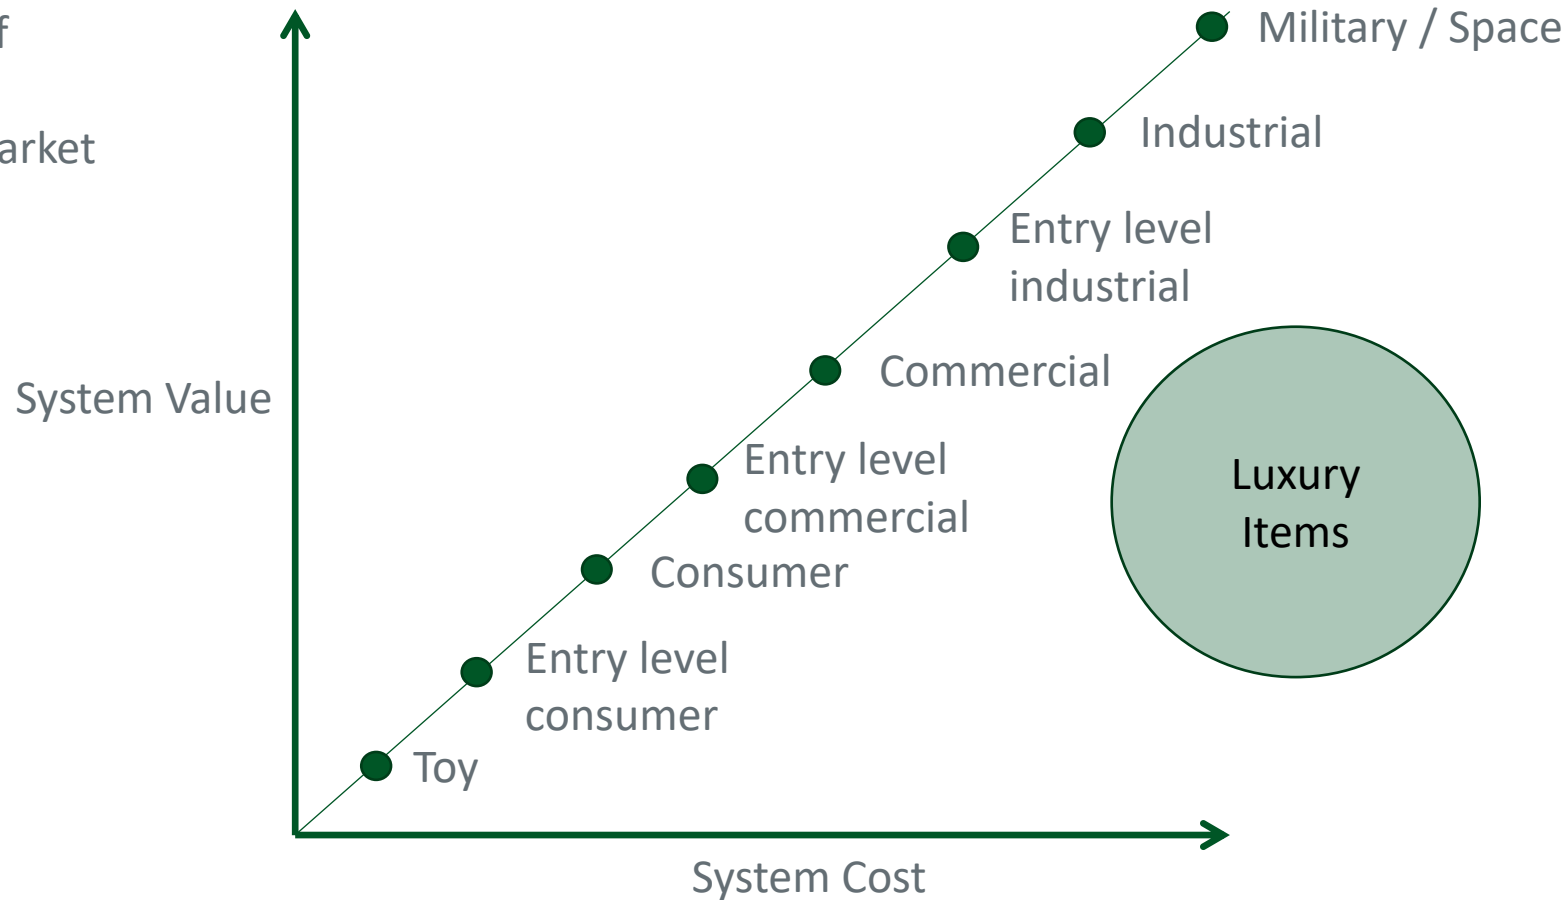 f
Military / Space
Industrial
arket
Entry level
industrial
Commercial
System Value
Entry level
commercial
Luxury
Items
Consumer
Entry level
consumer
Toy
System Cost